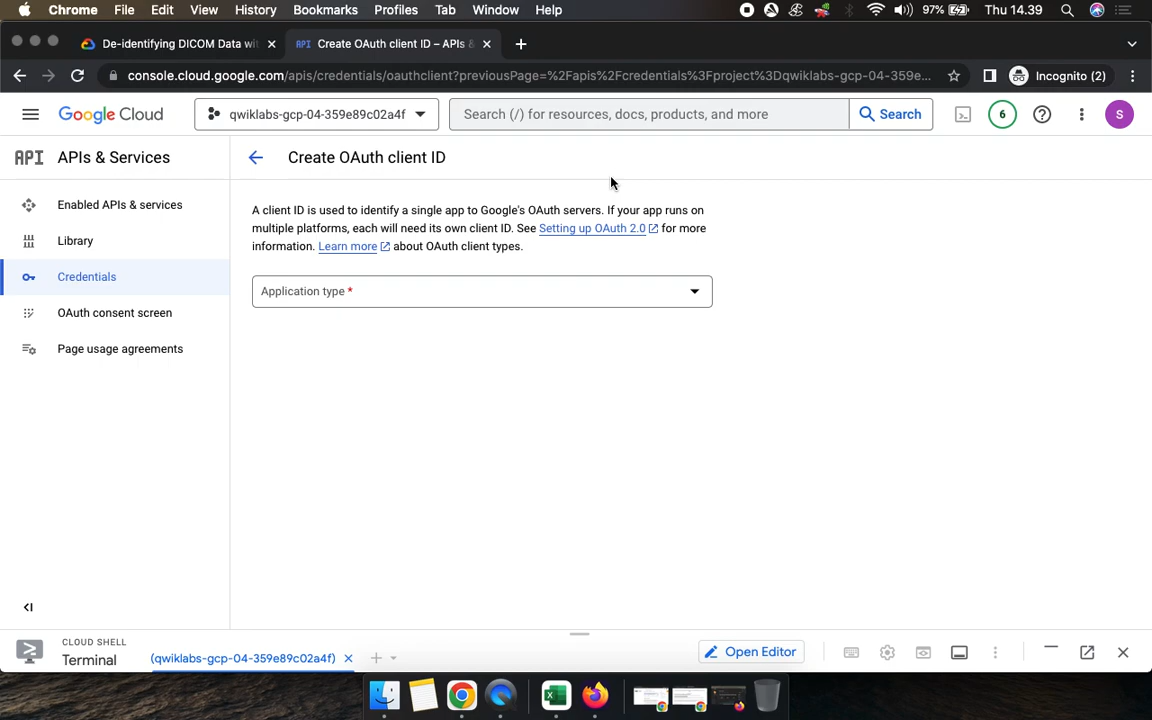 Chrome File Edit View History Bookmarks Profiles Tab Window Help 97% Thu 14.39
De-identifying DICOM Data wit
API Create OAuth client ID – APIs &
console.cloud.google.com/apis/credentials/oauthclient?previousPage=%2Fapis%2Fcredentials%3Fproject%3Dqwiklabs-gcp-04-359e... Incognito (2)
Google Cloud qwiklabs-gcp-04-359e89c02a4f Search (/) for resources, docs, products, and more Search 6 S
API APIs & Services
Create OAuth client ID
Enabled APIs & services
Library
Credentials
OAuth consent screen
Page usage agreements
A client ID is used to identify a single app to Google's OAuth servers. If your app runs on
multiple platforms, each will need its own client ID. See Setting up OAuth 2.0 for more
information. Learn more about OAuth client types.
Application type *
CLOUD SHELL
Terminal (qwiklabs-gcp-04-359e89c02a4f) Open Editor